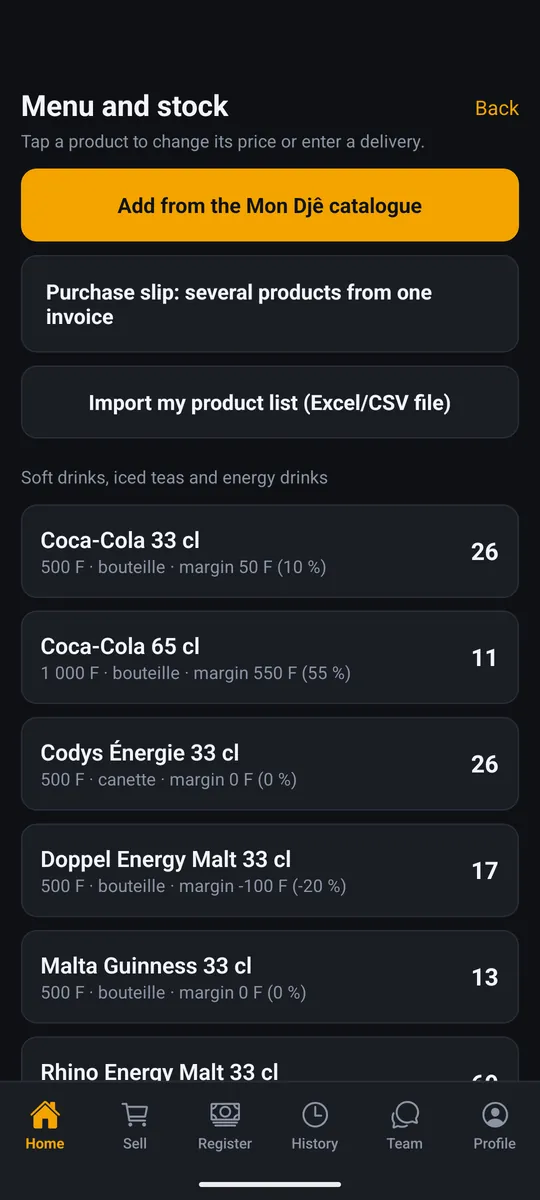 Menu and stock
Back
Tap a product to change its price or enter a delivery.
Add from the Mon Djê catalogue
Purchase slip: several products from one
invoice
Import my product list (Excel/CSV file)
Soft drinks, iced teas and energy drinks
Coca-Cola 33 cl
500 F · bouteille · margin 50 F (10 %)
26
Coca-Cola 65 cl
1 000 F · bouteille · margin 550 F (55 %)
11
Codys Énergie 33 cl
500 F · canette · margin 0 F (0 %)
26
Doppel Energy Malt 33 cl
500 F · bouteille · margin -100 F (-20 %)
17
Malta Guinness 33 cl
500 F · bouteille · margin 0 F (0 %)
13
Rhino Energy Malt 33 cl
Home
Sell
Register
History
Team
Profile